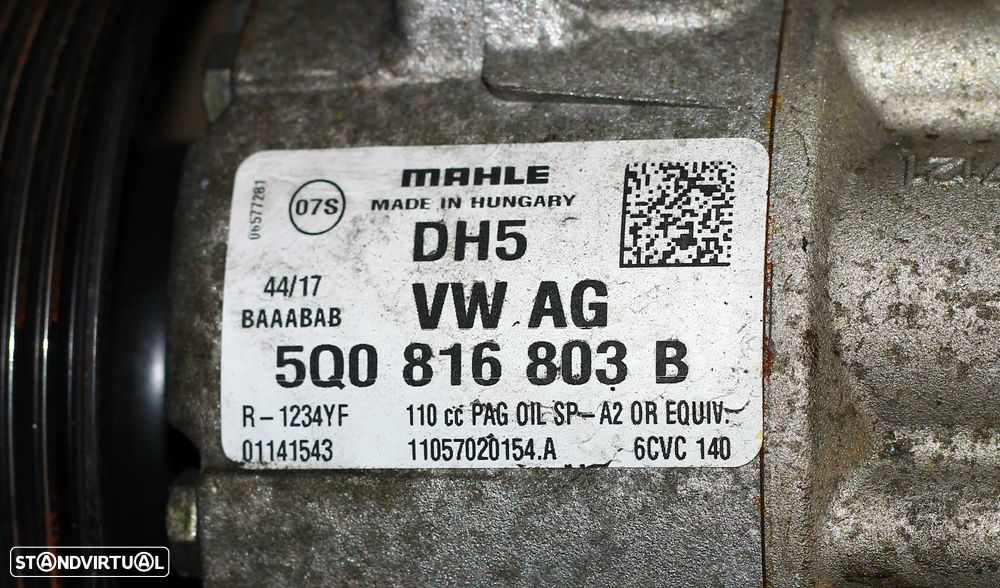 MAHLE
MADE IN HUNGARY
07S
06577281
DH5
44/17
VW AG
BAAABAB
5Q0 816 803 B
R-1234YF 110 cc PAG OIL SP-A2 OR EQUIV.
01141543 11057020154.A 6CVC 140
STANDVIRTUAL